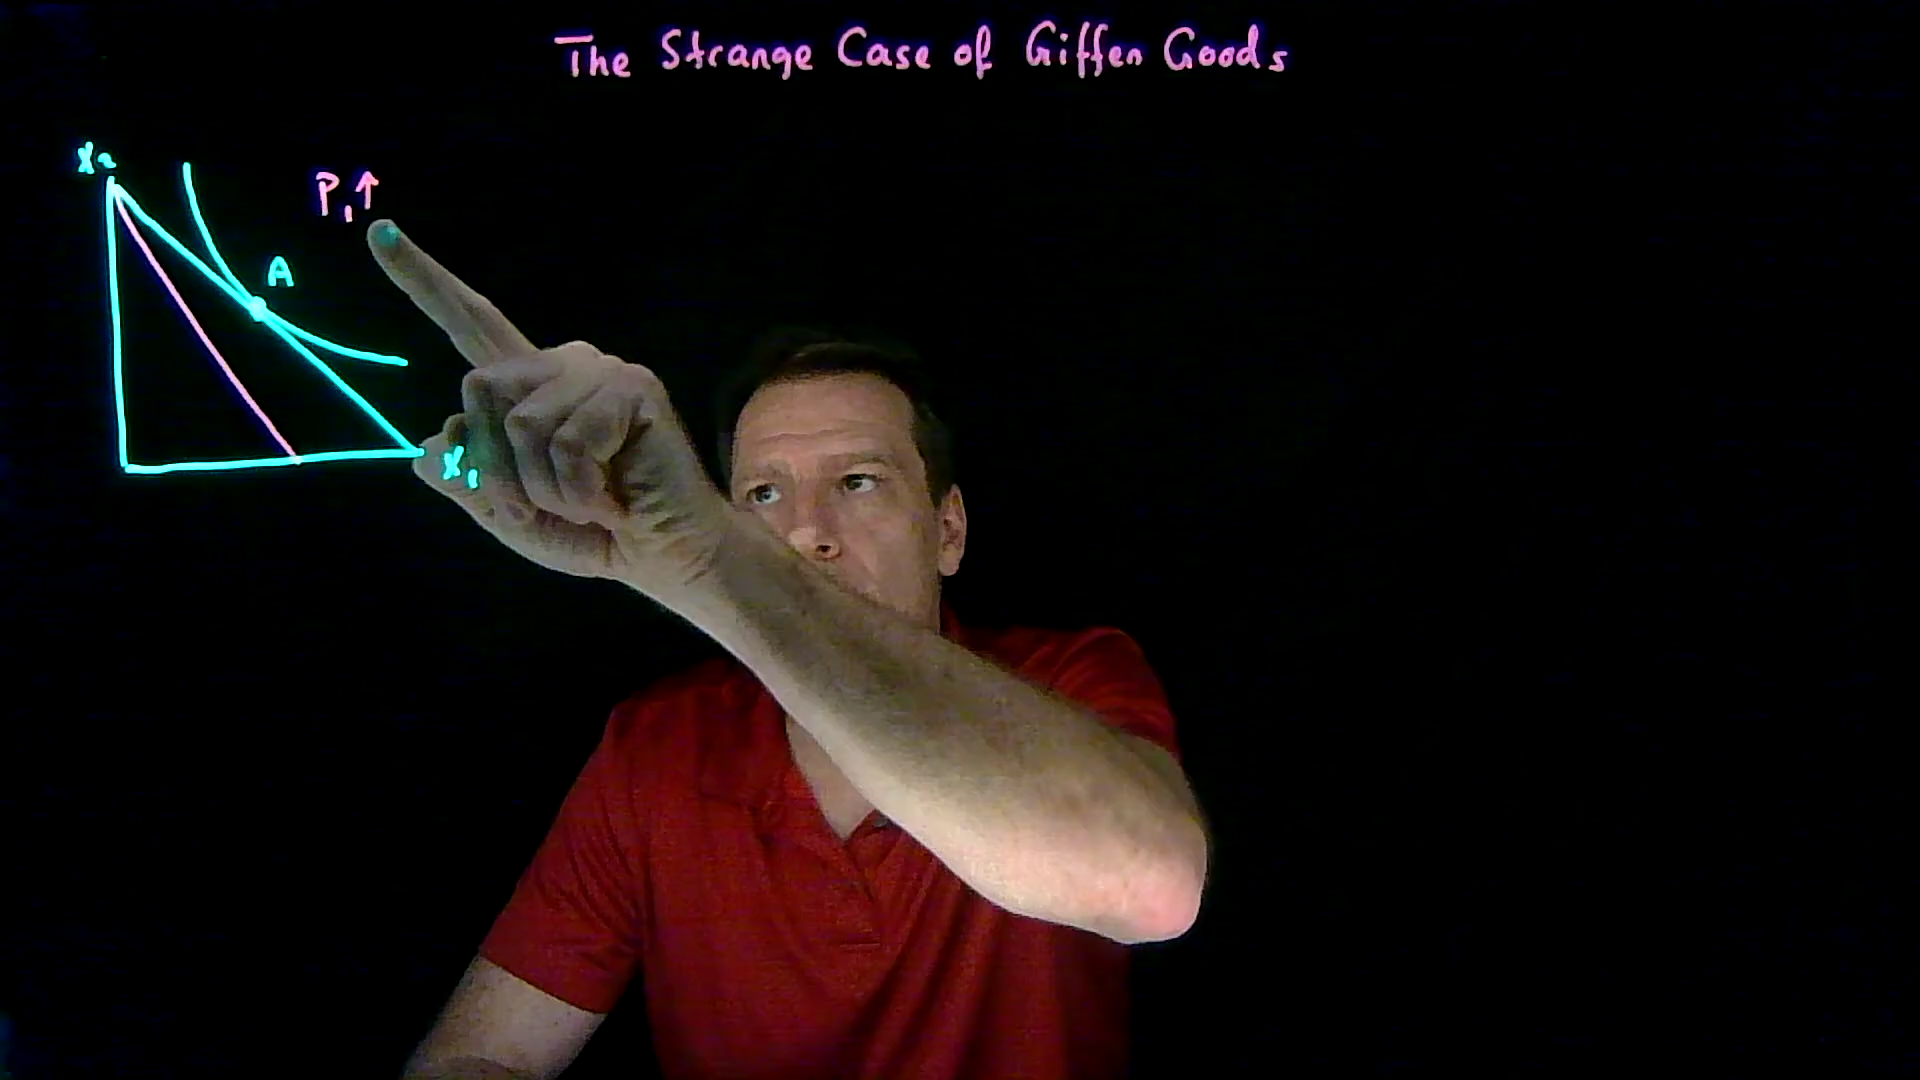 The Strange Case of Giffen Goods
X₂
P₁↑
A
X₁